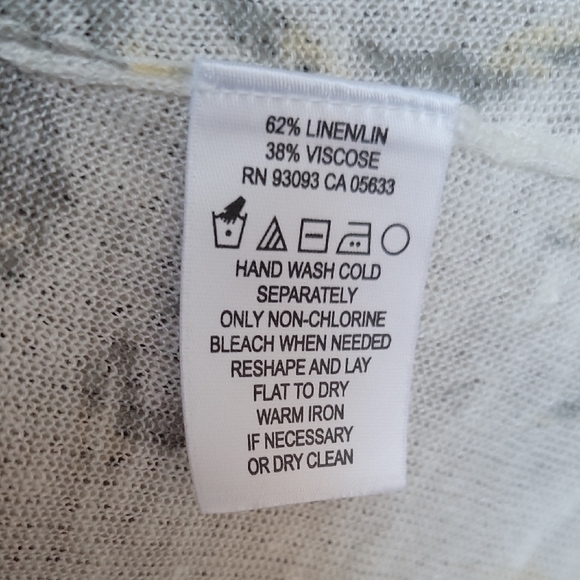 62% LINEN/LIN
38% VISCOSE
RN 93093 CA 05633
HAND WASH COLD
SEPARATELY
ONLY NON-CHLORINE
BLEACH WHEN NEEDED
RESHAPE AND LAY
FLAT TO DRY
WARM IRON
IF NECESSARY
OR DRY CLEAN